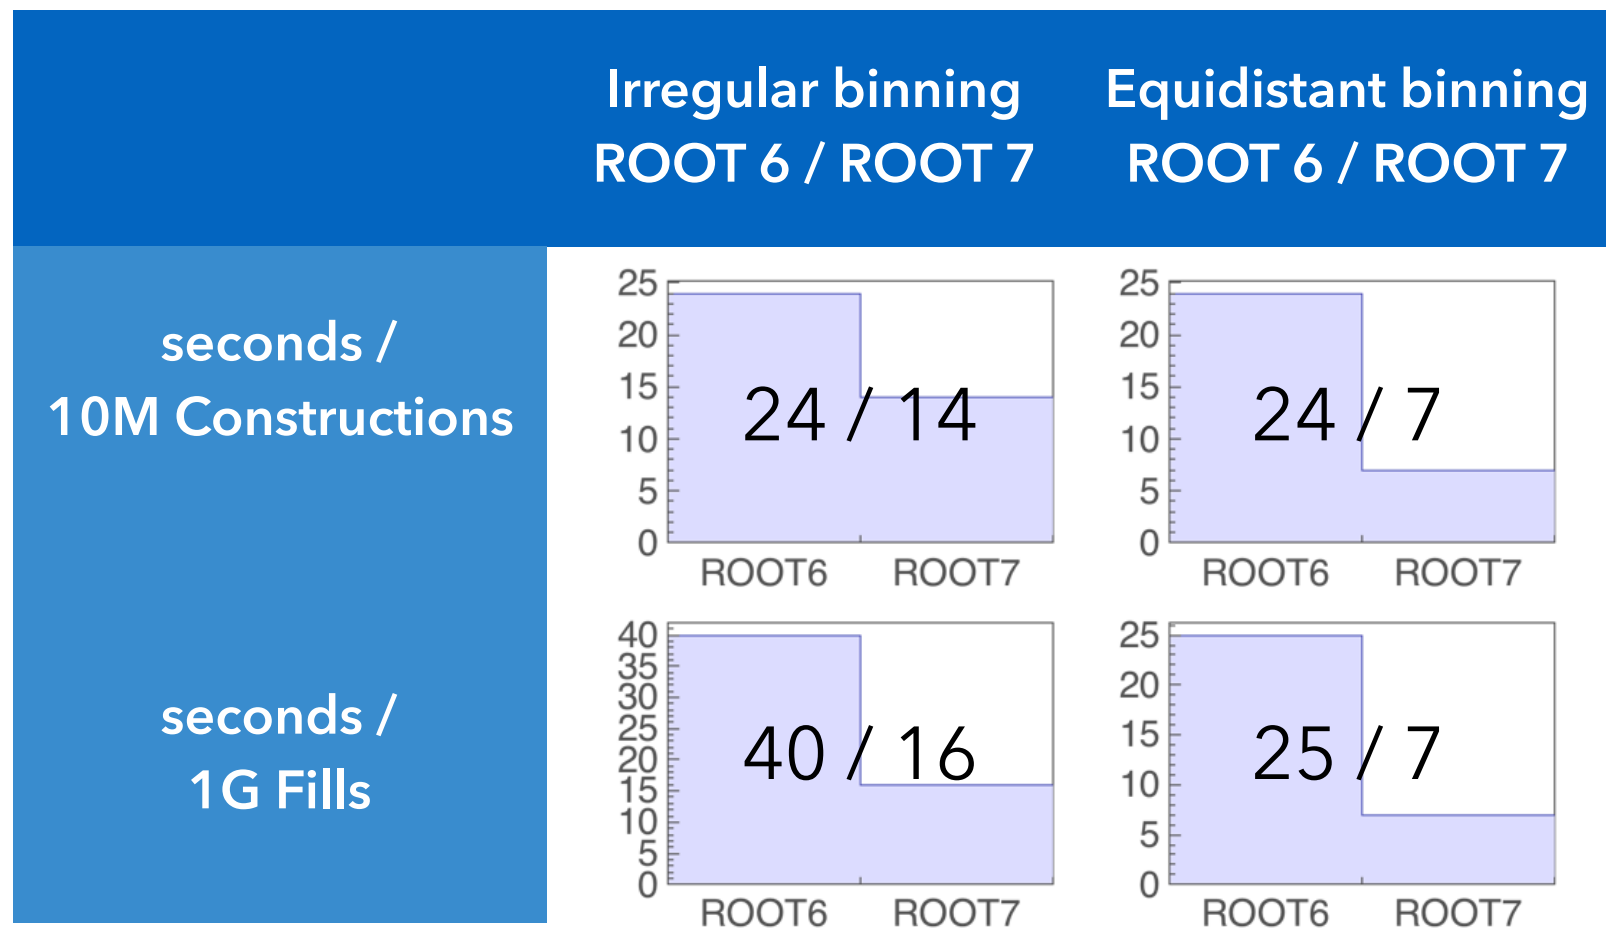 Irregular binning
ROOT 6 / ROOT 7
Equidistant binning
ROOT 6 / ROOT 7
seconds /
10M Constructions
25
20
15
10
5
0
24 / 14
ROOT6 ROOT7
25
20
15
10
5
0
24 / 7
ROOT6 ROOT7
seconds /
1G Fills
40
35
30
25
20
15
10
5
0
40 / 16
ROOT6 ROOT7
25
20
15
10
5
0
25 / 7
ROOT6 ROOT7